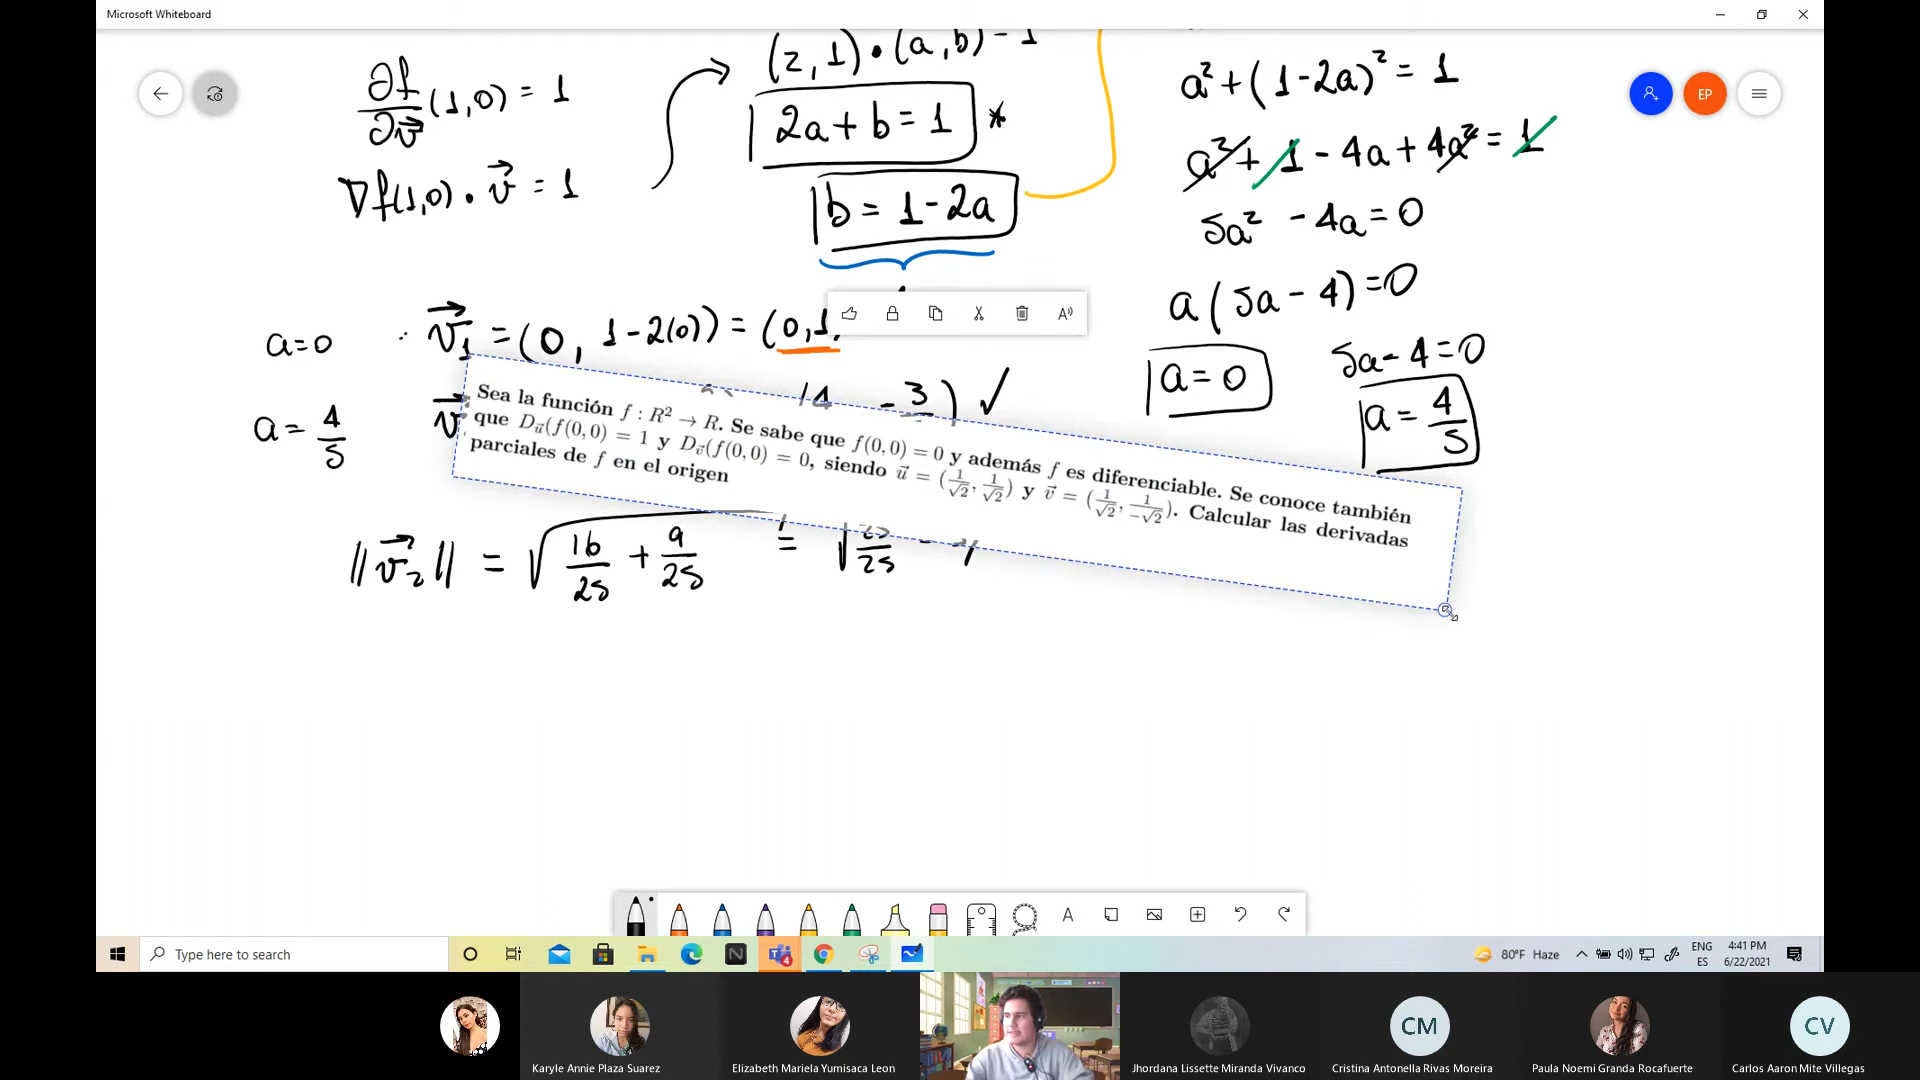 Microsoft Whiteboard
∂f/∂v⃗ (1,0) = 1
∇f(1,0) · v⃗ = 1
(2,1) · (a,b) = 1
2a + b = 1 *
b = 1 - 2a
a² + (1-2a)² = 1
a² + 1 - 4a + 4a² = 1
5a² - 4a = 0
a(5a - 4) = 0
a = 0
5a - 4 = 0
a = 4/5
EP
a=0 v⃗₁ = (0, 1-2(0)) = (0,1)
a = 4/5
Sea la función f : R² → R. Se sabe que f(0,0) = 0 y además f es diferenciable. Se conoce también
que D_u⃗(f(0,0) = 1 y D_v⃗(f(0,0) = 0, siendo u⃗ = (1/√2, 1/√2) y v⃗ = (1/√2, 1/-√2). Calcular las derivadas
parciales de f en el origen
‖v⃗₂‖ = √(16/25 + 9/25) =
Type here to search
4
80°F Haze
ENG
ES
4:41 PM
6/22/2021
Karyle Annie Plaza Suarez
Elizabeth Mariela Yumisaca Leon
Jhordana Lissette Miranda Vivanco
CM
Cristina Antonella Rivas Moreira
Paula Noemi Granda Rocafuerte
CV
Carlos Aaron Mite Villegas